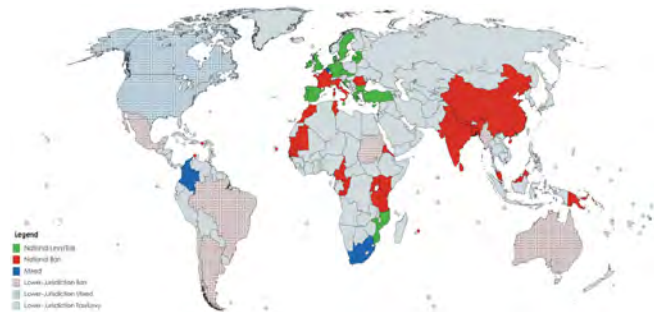 Legend
National Levy/Tax
National Ban
Mixed
Lower-Jurisdiction Ban
Lower-Jurisdiction Mixed
Lower-Jurisdiction Tax/Levy